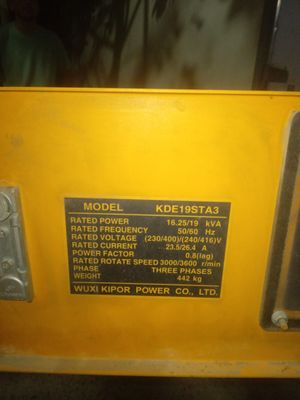 MODEL KDE19STA3
RATED POWER 16.25/19 kVA
RATED FREQUENCY 50/60 Hz
RATED VOLTAGE (230/400)/(240/416)V
RATED CURRENT 23.5/26.4 A
POWER FACTOR 0.8(lag)
RATED ROTATE SPEED 3000/3600 r/min
PHASE THREE PHASES
WEIGHT 442 kg
WUXI KIPOR POWER CO., LTD.